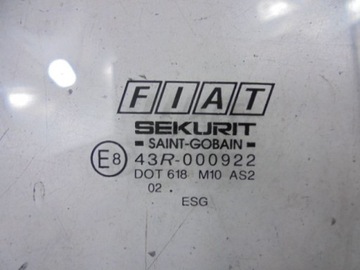 FIAT
SEKURIT
SAINT-GOBAIN
E8 43R-000922
DOT 618 M10 AS2
02.
ESG